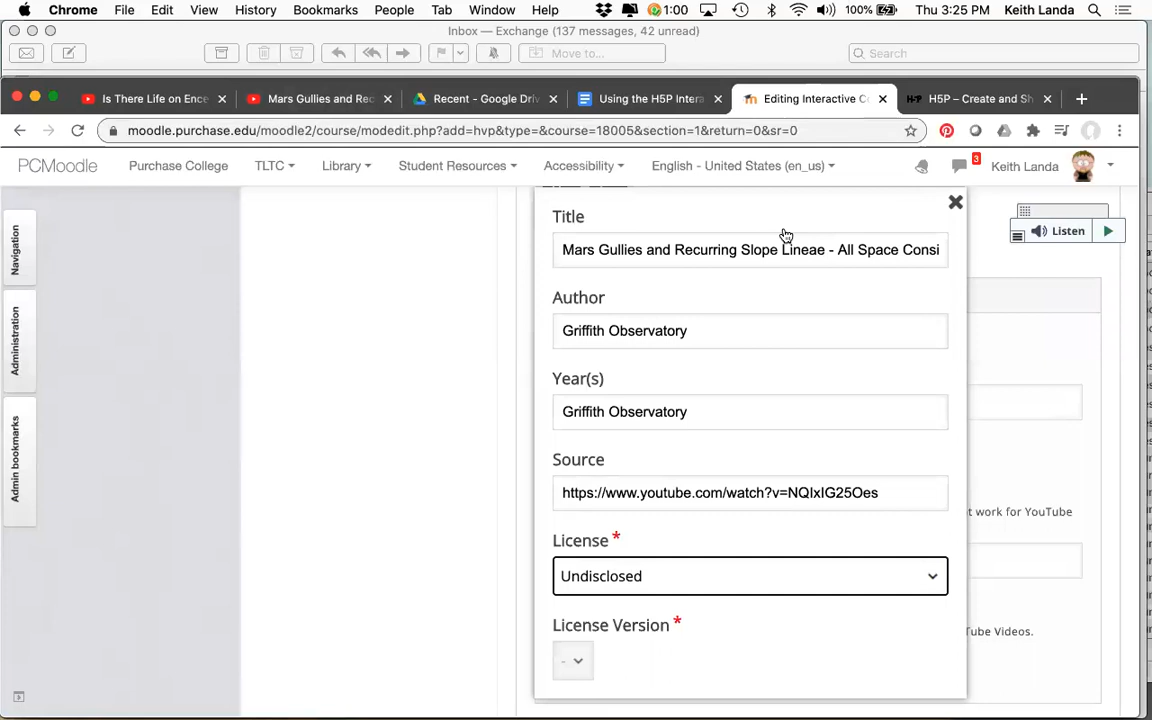 Chrome File Edit View History Bookmarks People Tab Window Help 1:00 100% Thu 3:25 PM Keith Landa
Inbox — Exchange (137 messages, 42 unread)
Move to... Search
Is There Life on Ence Mars Gullies and Rec Recent - Google Driv Using the H5P Intera Editing Interactive C H5P – Create and Sh
moodle.purchase.edu/moodle2/course/modedit.php?add=hvp&type=&course=18005&section=1&return=0&sr=0
PCMoodle Purchase College TLTC Library Student Resources Accessibility English - United States (en_us) 3 Keith Landa
Navigation
Administration
Admin bookmarks
Listen
Title
Mars Gullies and Recurring Slope Lineae - All Space Consi
Author
Griffith Observatory
Year(s)
Griffith Observatory
Source
https://www.youtube.com/watch?v=NQIxIG25Oes
t work for YouTube
License *
Undisclosed
License Version *
-
Tube Videos.